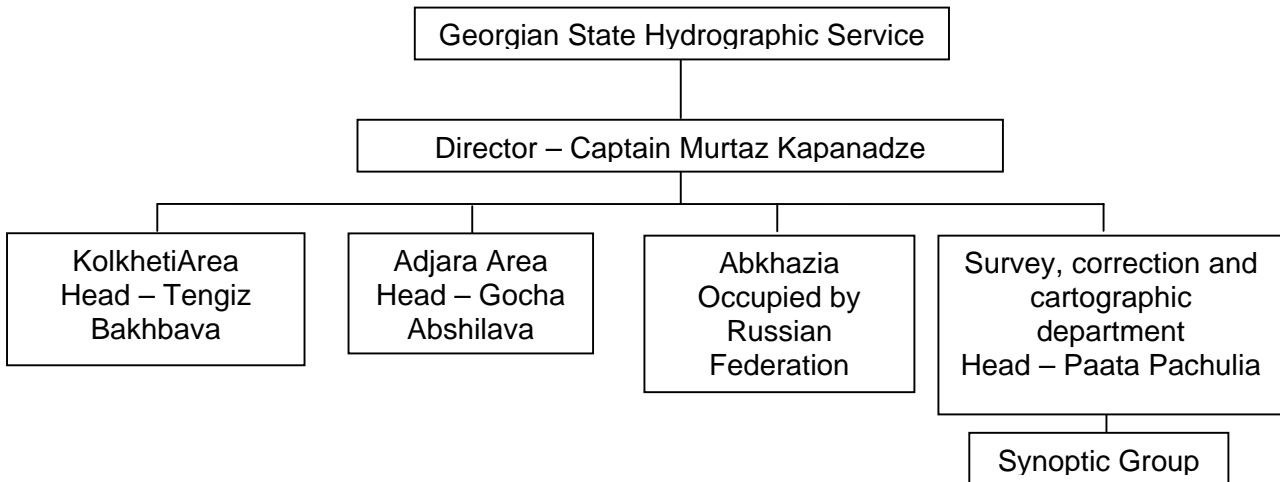 Georgian State Hydrographic Service
Director – Captain Murtaz Kapanadze
KolkhetiArea
Head – Tengiz
Bakhbava
Adjara Area
Head – Gocha
Abshilava
Abkhazia
Occupied by
Russian
Federation
Survey, correction and
cartographic
department
Head – Paata Pachulia
Synoptic Group